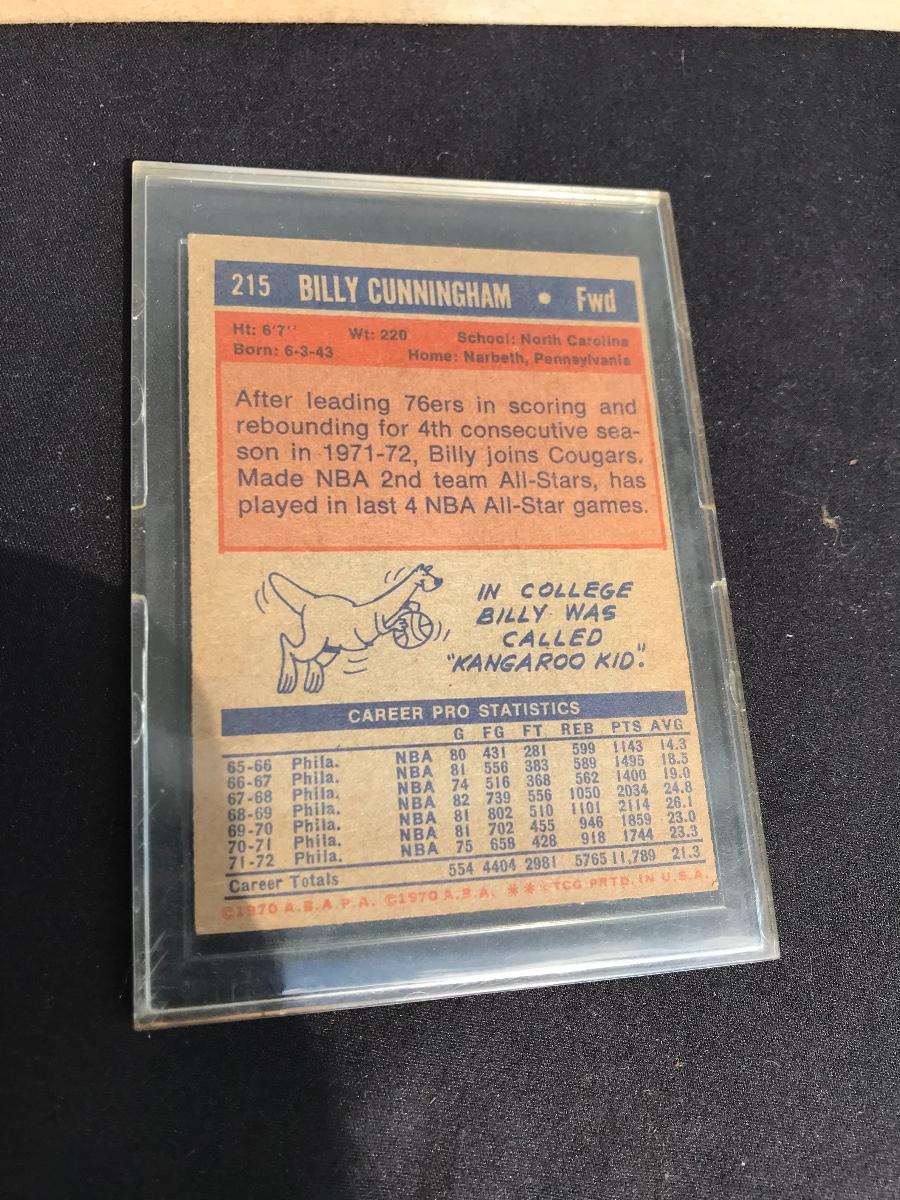 215 BILLY CUNNINGHAM • Fwd
Ht: 6'7'' Wt: 220 School: North Carolina
Born: 6-3-43 Home: Narbeth, Pennsylvania
After leading 76ers in scoring and
rebounding for 4th consecutive sea-
son in 1971-72, Billy joins Cougars.
Made NBA 2nd team All-Stars, has
played in last 4 NBA All-Star games.
IN COLLEGE
BILLY WAS
CALLED
"KANGAROO KID".
CAREER PRO STATISTICS
G FG FT REB PTS AVG
65-66 Phila. NBA 80 431 281 599 1143 14.3
66-67 Phila. NBA 81 556 383 589 1495 18.5
67-68 Phila. NBA 74 516 368 562 1400 19.0
68-69 Phila. NBA 82 739 556 1050 2034 24.8
69-70 Phila. NBA 81 802 510 1101 2114 26.1
70-71 Phila. NBA 81 702 455 946 1859 23.0
71-72 Phila. NBA 75 658 428 918 1744 23.3
Career Totals 554 4404 2981 5765 11,789 21.3
©1970 A.B.A.P.A. ©1970 A.B.A. ** ©TCG PRTD. IN U.S.A.